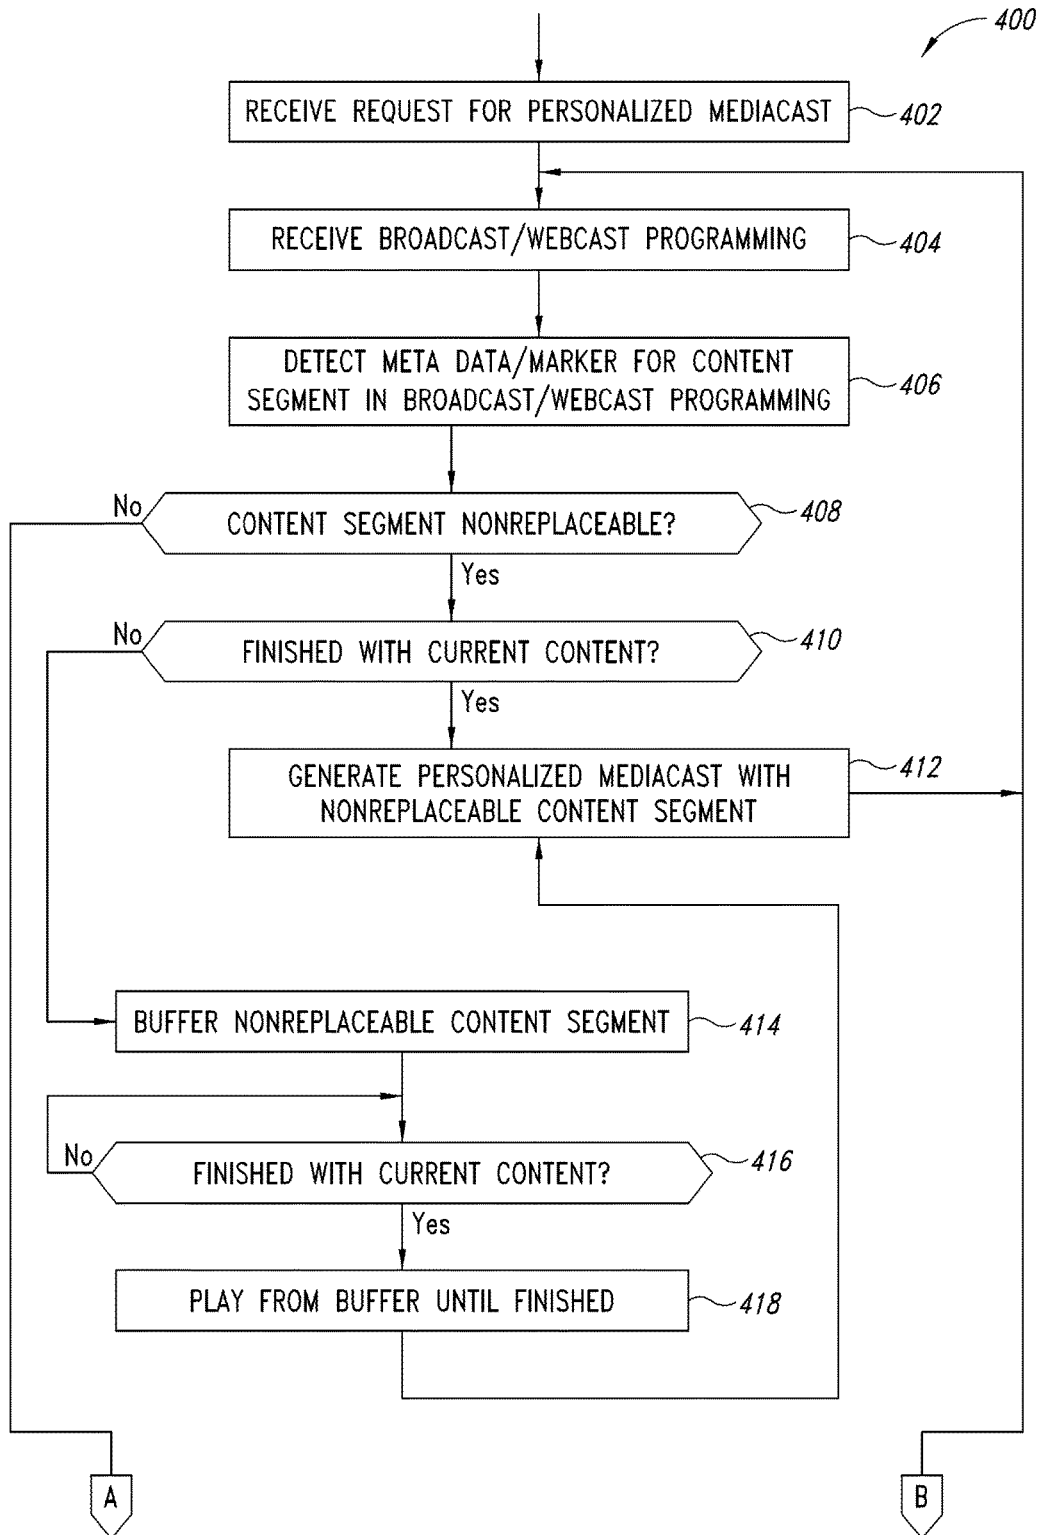 400
RECEIVE REQUEST FOR PERSONALIZED MEDIACAST
402
RECEIVE BROADCAST/WEBCAST PROGRAMMING
404
DETECT META DATA/MARKER FOR CONTENT
SEGMENT IN BROADCAST/WEBCAST PROGRAMMING
406
No
CONTENT SEGMENT NONREPLACEABLE?
408
Yes
No
FINISHED WITH CURRENT CONTENT?
410
Yes
GENERATE PERSONALIZED MEDIACAST WITH
NONREPLACEABLE CONTENT SEGMENT
412
BUFFER NONREPLACEABLE CONTENT SEGMENT
414
No
FINISHED WITH CURRENT CONTENT?
416
Yes
PLAY FROM BUFFER UNTIL FINISHED
418
A
B